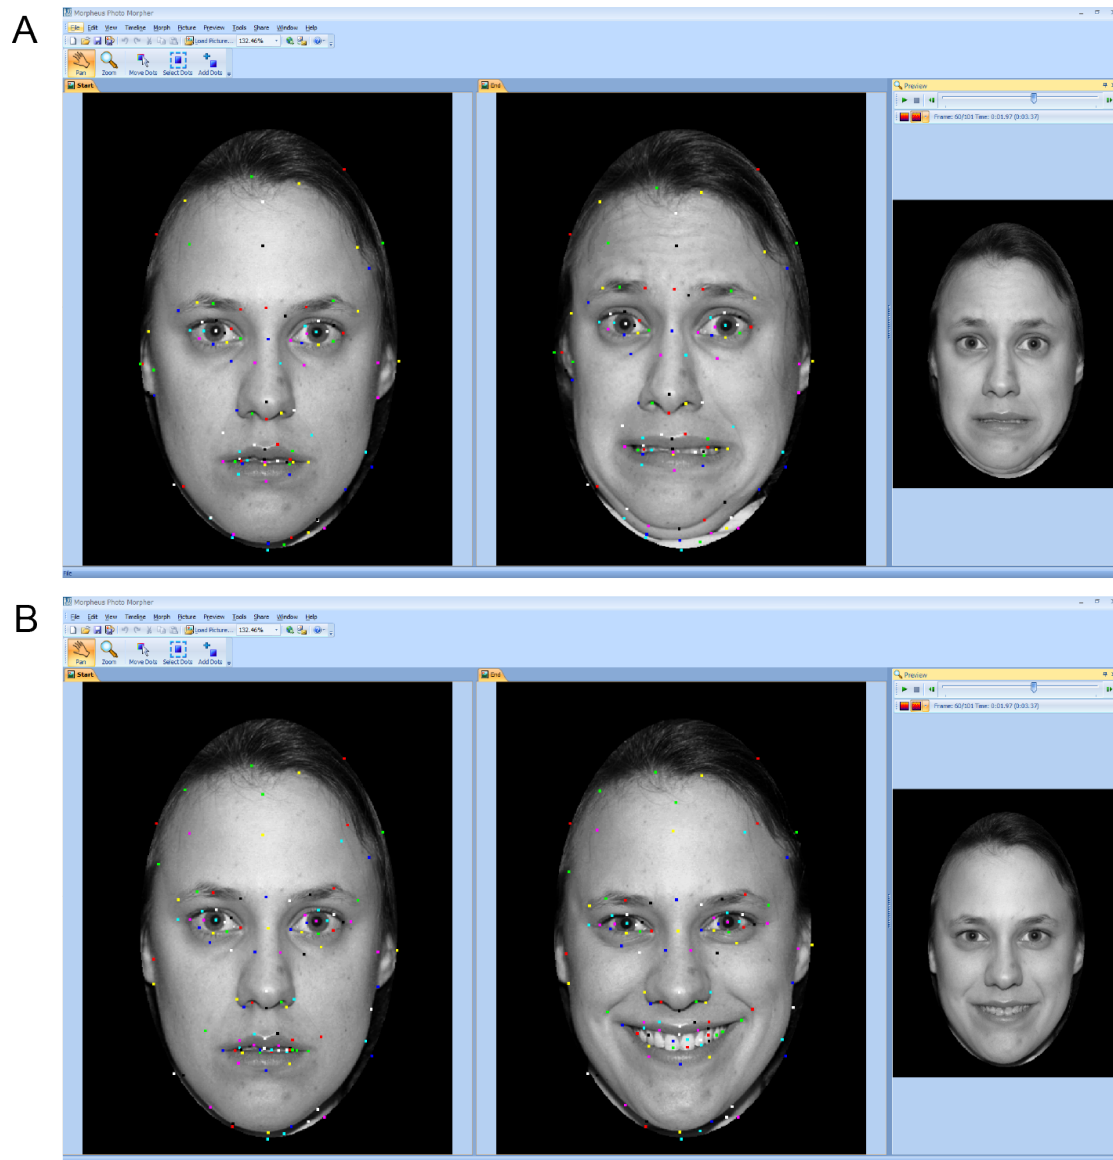 A
Morpheus Photo Morpher
File Edit View Timeline Morph Picture Preview Tools Share Window Help
Load Picture... 132.46%
Pan Zoom Move Dots Select Dots Add Dots
Start
End
Preview
Frame: 60/101 Time: 0:01.97 (0:03.37)
B
Morpheus Photo Morpher
File Edit View Timeline Morph Picture Preview Tools Share Window Help
Load Picture... 132.46%
Pan Zoom Move Dots Select Dots Add Dots
Start
End
Preview
Frame: 60/101 Time: 0:01.97 (0:03.37)